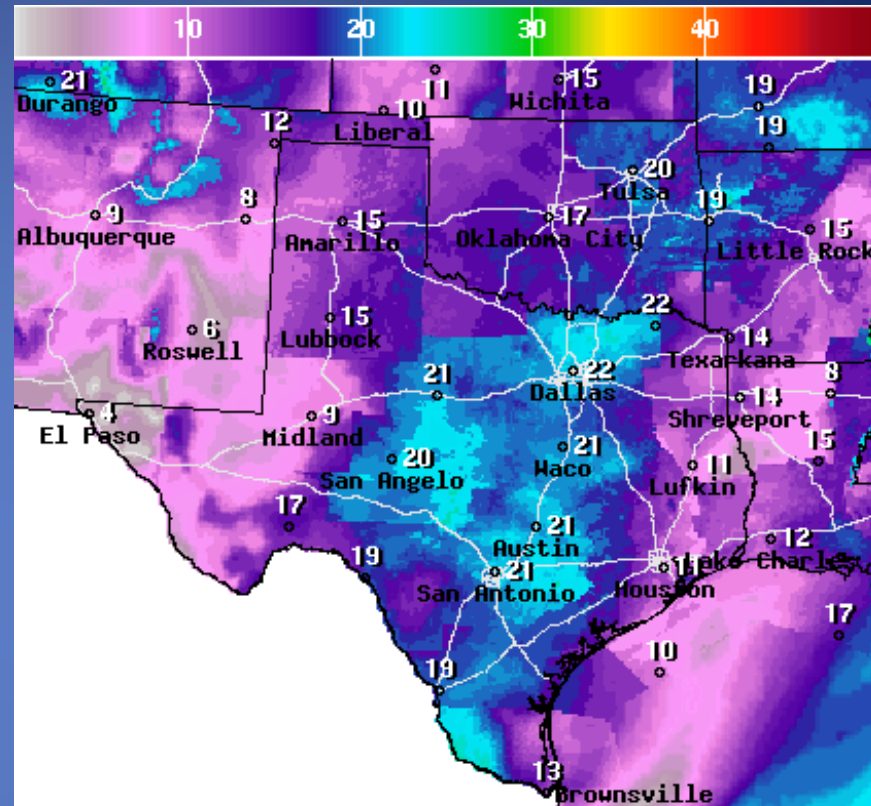 10 20 30 40
21 11 15 19
Durango Wichita
12 10
Liberal 19
20
Tulsa
9 8 15 17 19 15
Albuquerque Amarillo Oklahoma City Little Rock
6 15 22
Roswell Lubbock 14
Texarkana
22
Dallas
21 14 8
4 9 Shreveport
El Paso Midland
20 21 11 15
San Angelo Waco Lufkin
17 21 12
Austin Lake Charles
19 21 11
San Antonio Houston
17
10
19
13
Brownsville